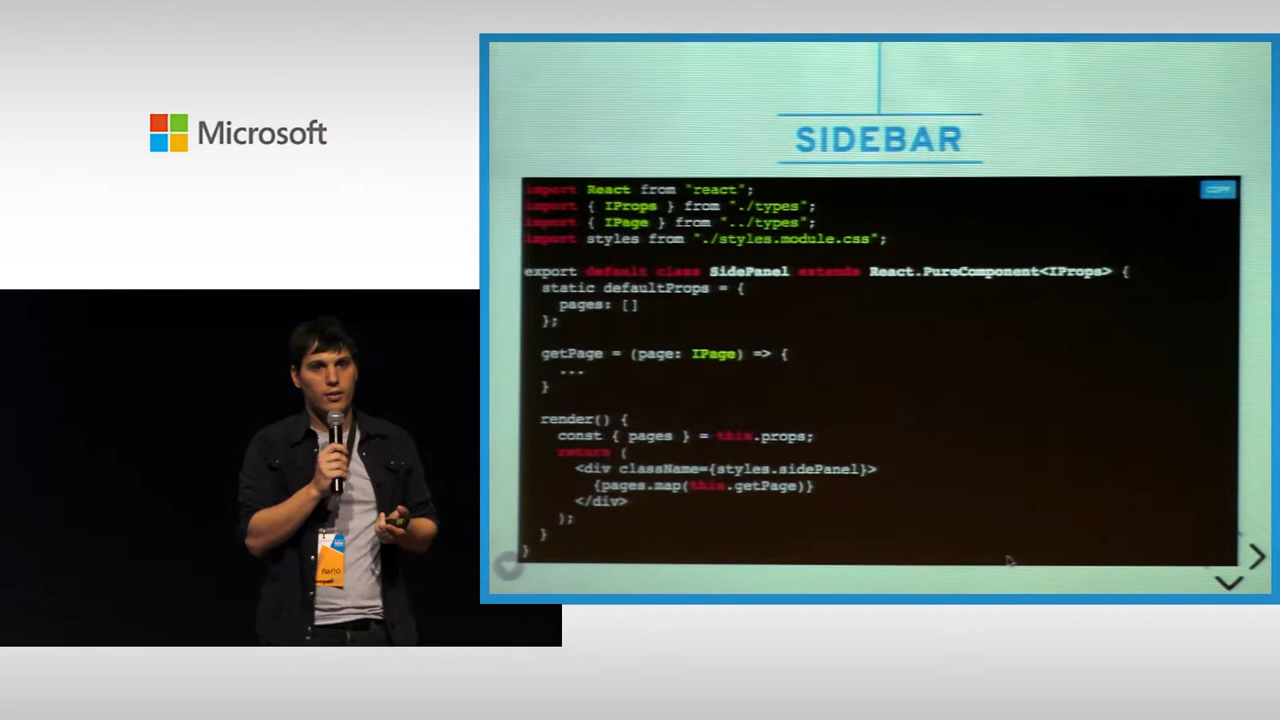 Microsoft
SIDEBAR
COPY
import React from "react";
import { IProps } from "./types";
import { IPage } from "../types";
import styles from "./styles.module.css";
export default class SidePanel extends React.PureComponent<IProps> {
static defaultProps = {
pages: []
};
getPage = (page: IPage) => {
...
}
render() {
const { pages } = this.props;
return (
<div className={styles.sidePanel}>
{pages.map(this.getPage)}
</div>
);
}
}